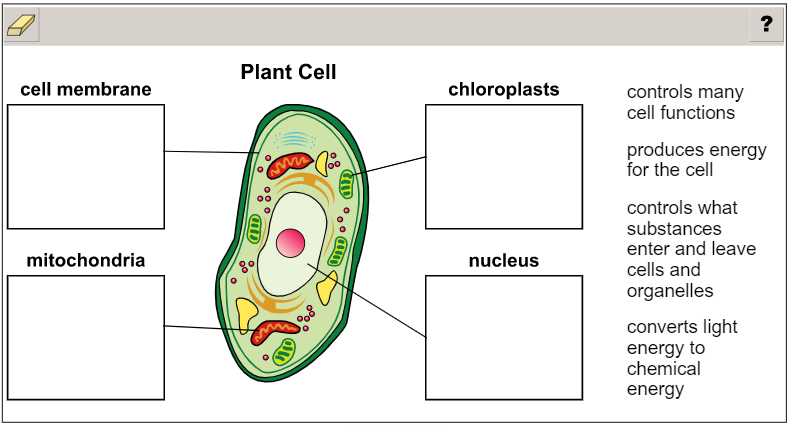 ?
Plant Cell
cell membrane
chloroplasts
mitochondria
nucleus
controls many
cell functions
produces energy
for the cell
controls what
substances
enter and leave
cells and
organelles
converts light
energy to
chemical
energy